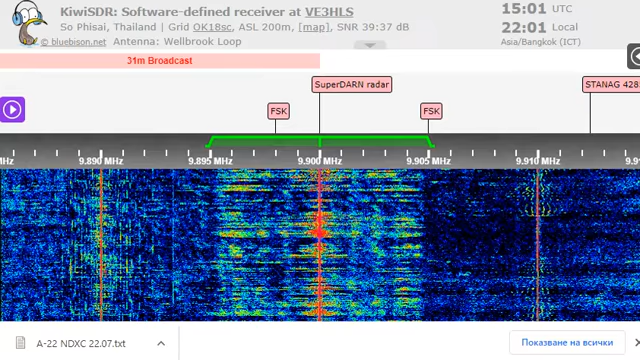 KiwiSDR: Software-defined receiver at VE3HLS
So Phisai, Thailand | Grid OK18sc, ASL 200m, [map], SNR 39:37 dB
© bluebison.net Antenna: Wellbrook Loop
15:01 UTC
22:01 Local
Asia/Bangkok (ICT)
31m Broadcast
SuperDARN radar
STANAG 428
FSK
FSK
MHz 9.890 MHz 9.895 MHz 9.900 MHz 9.905 MHz 9.910 MHz 9.9
A-22 NDXC 22.07.txt
Показване на всички